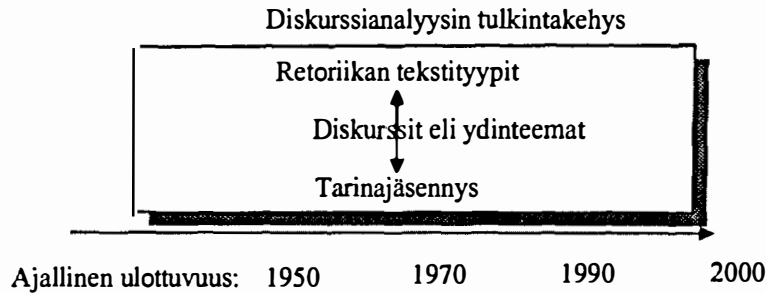 Diskurssianalyysin tulkintakehys
Retoriikan tekstityypit
Diskurssit eli ydinteemat
Tarinajäsennys
Ajallinen ulottuvuus: 1950 1970 1990 2000